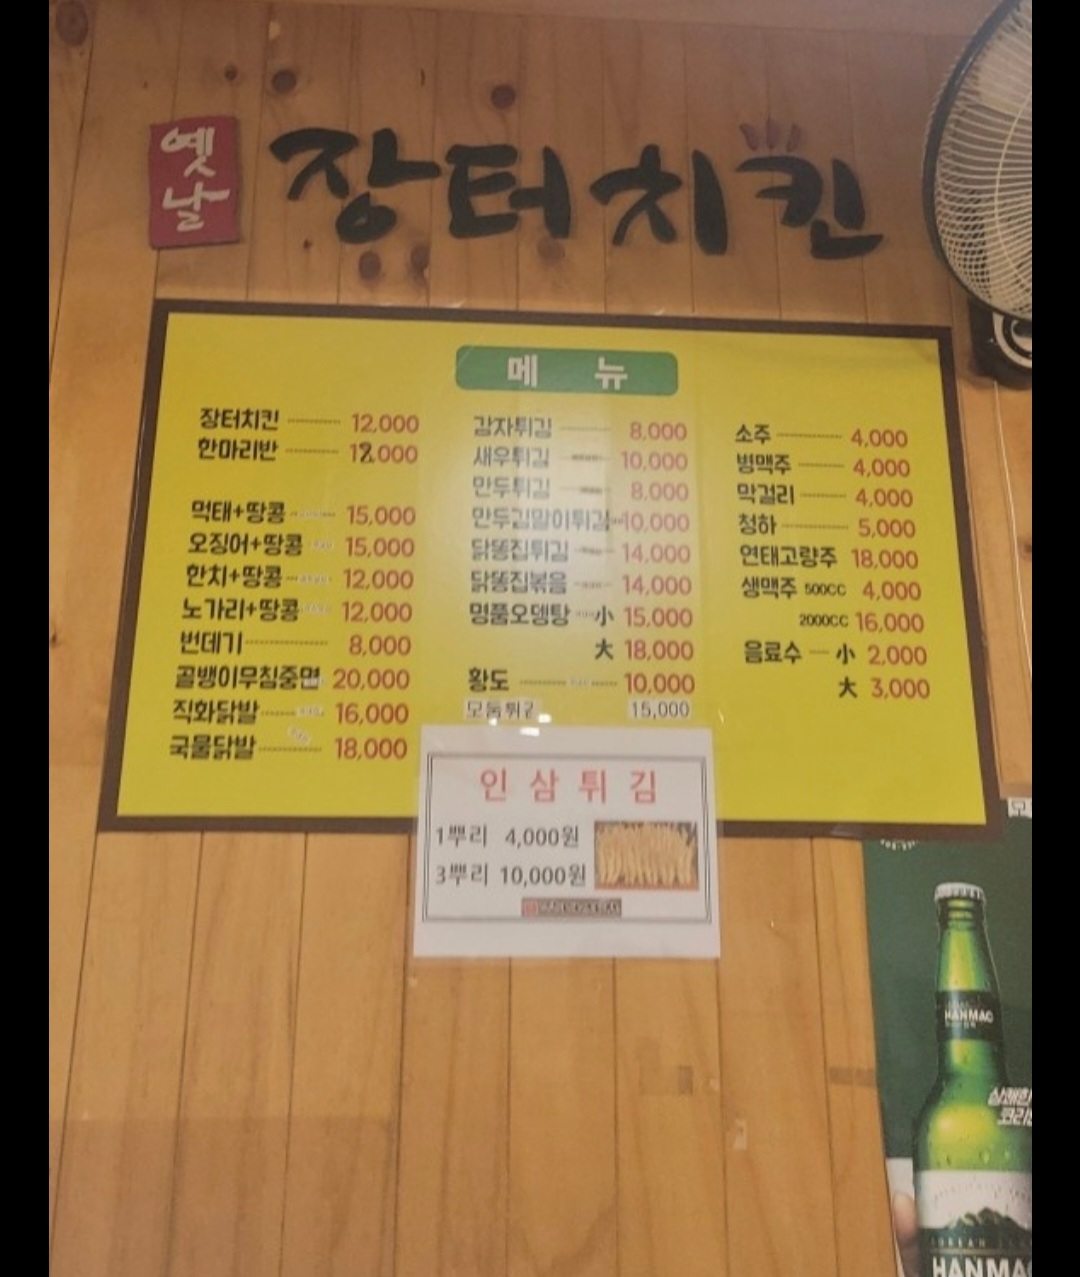 옛날 장터치킨
메 뉴
장터치킨 12,000
한마리반 18,000
먹태+땅콩 15,000
오징어+땅콩 15,000
한치+땅콩 12,000
노가리+땅콩 12,000
번데기 8,000
골뱅이무침중면 20,000
직화닭발 16,000
국물닭발 18,000
감자튀김 8,000
새우튀김 10,000
만두튀김 8,000
만두김말이튀김 10,000
닭똥집튀김 14,000
닭똥집볶음 14,000
명품오뎅탕 小 15,000
大 18,000
황도 10,000
모둠튀김 15,000
소주 4,000
병맥주 4,000
막걸리 4,000
청하 5,000
연태고량주 18,000
생맥주 500CC 4,000
2000CC 16,000
음료수 小 2,000
大 3,000
인삼튀김
1뿌리 4,000원
3뿌리 10,000원
HANMAC
HANMAC